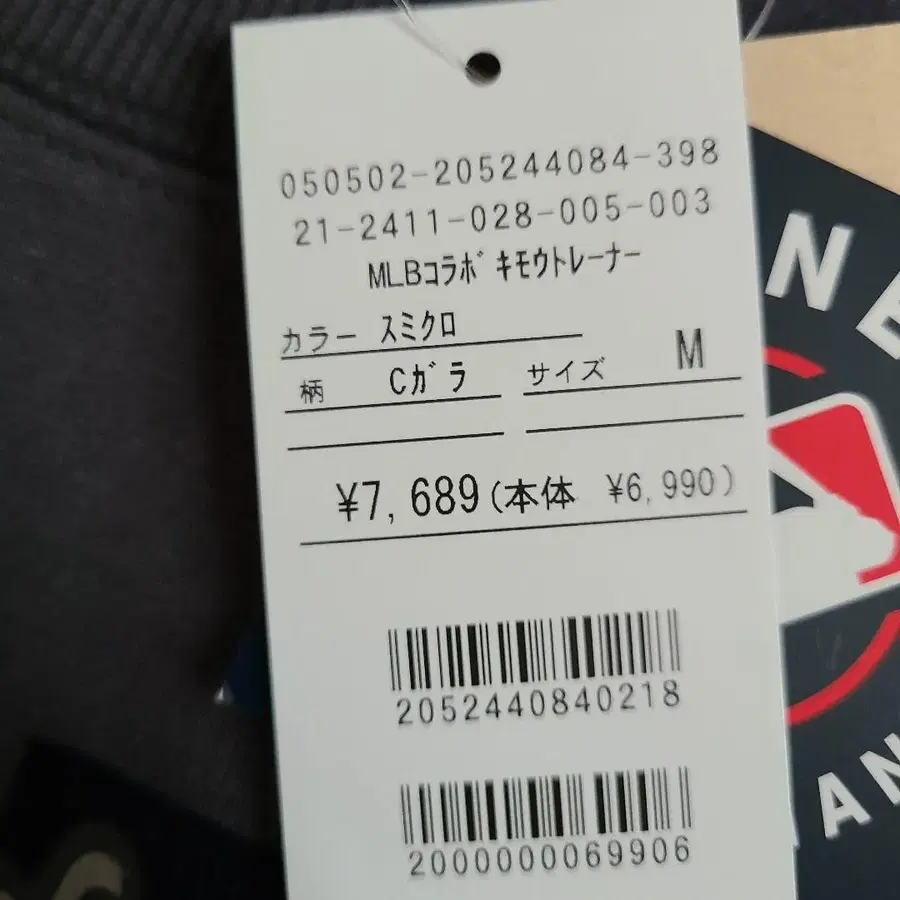 050502-205244084-398
21-2411-028-005-003
MLBｺﾗﾎﾞ ｷﾓｳﾄﾚｰﾅｰ
カラー ｽﾐｸﾛ
柄 Cｶﾞﾗ サイズ M
¥7,689(本体 ¥6,990)
2052440840218
2000000069906